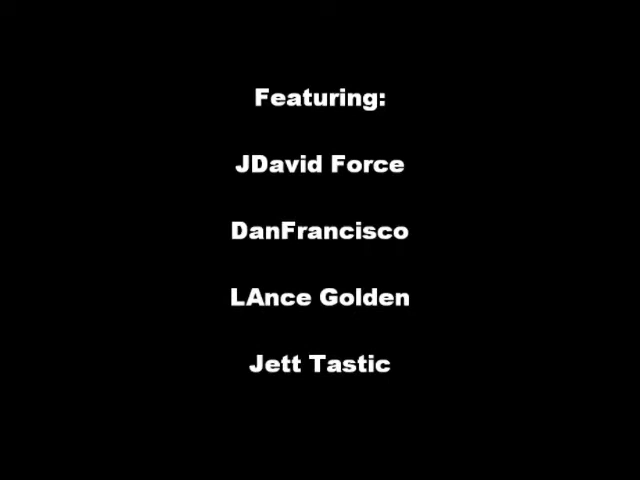 Featuring:
JDavid Force
DanFrancisco
LAnce Golden
Jett Tastic